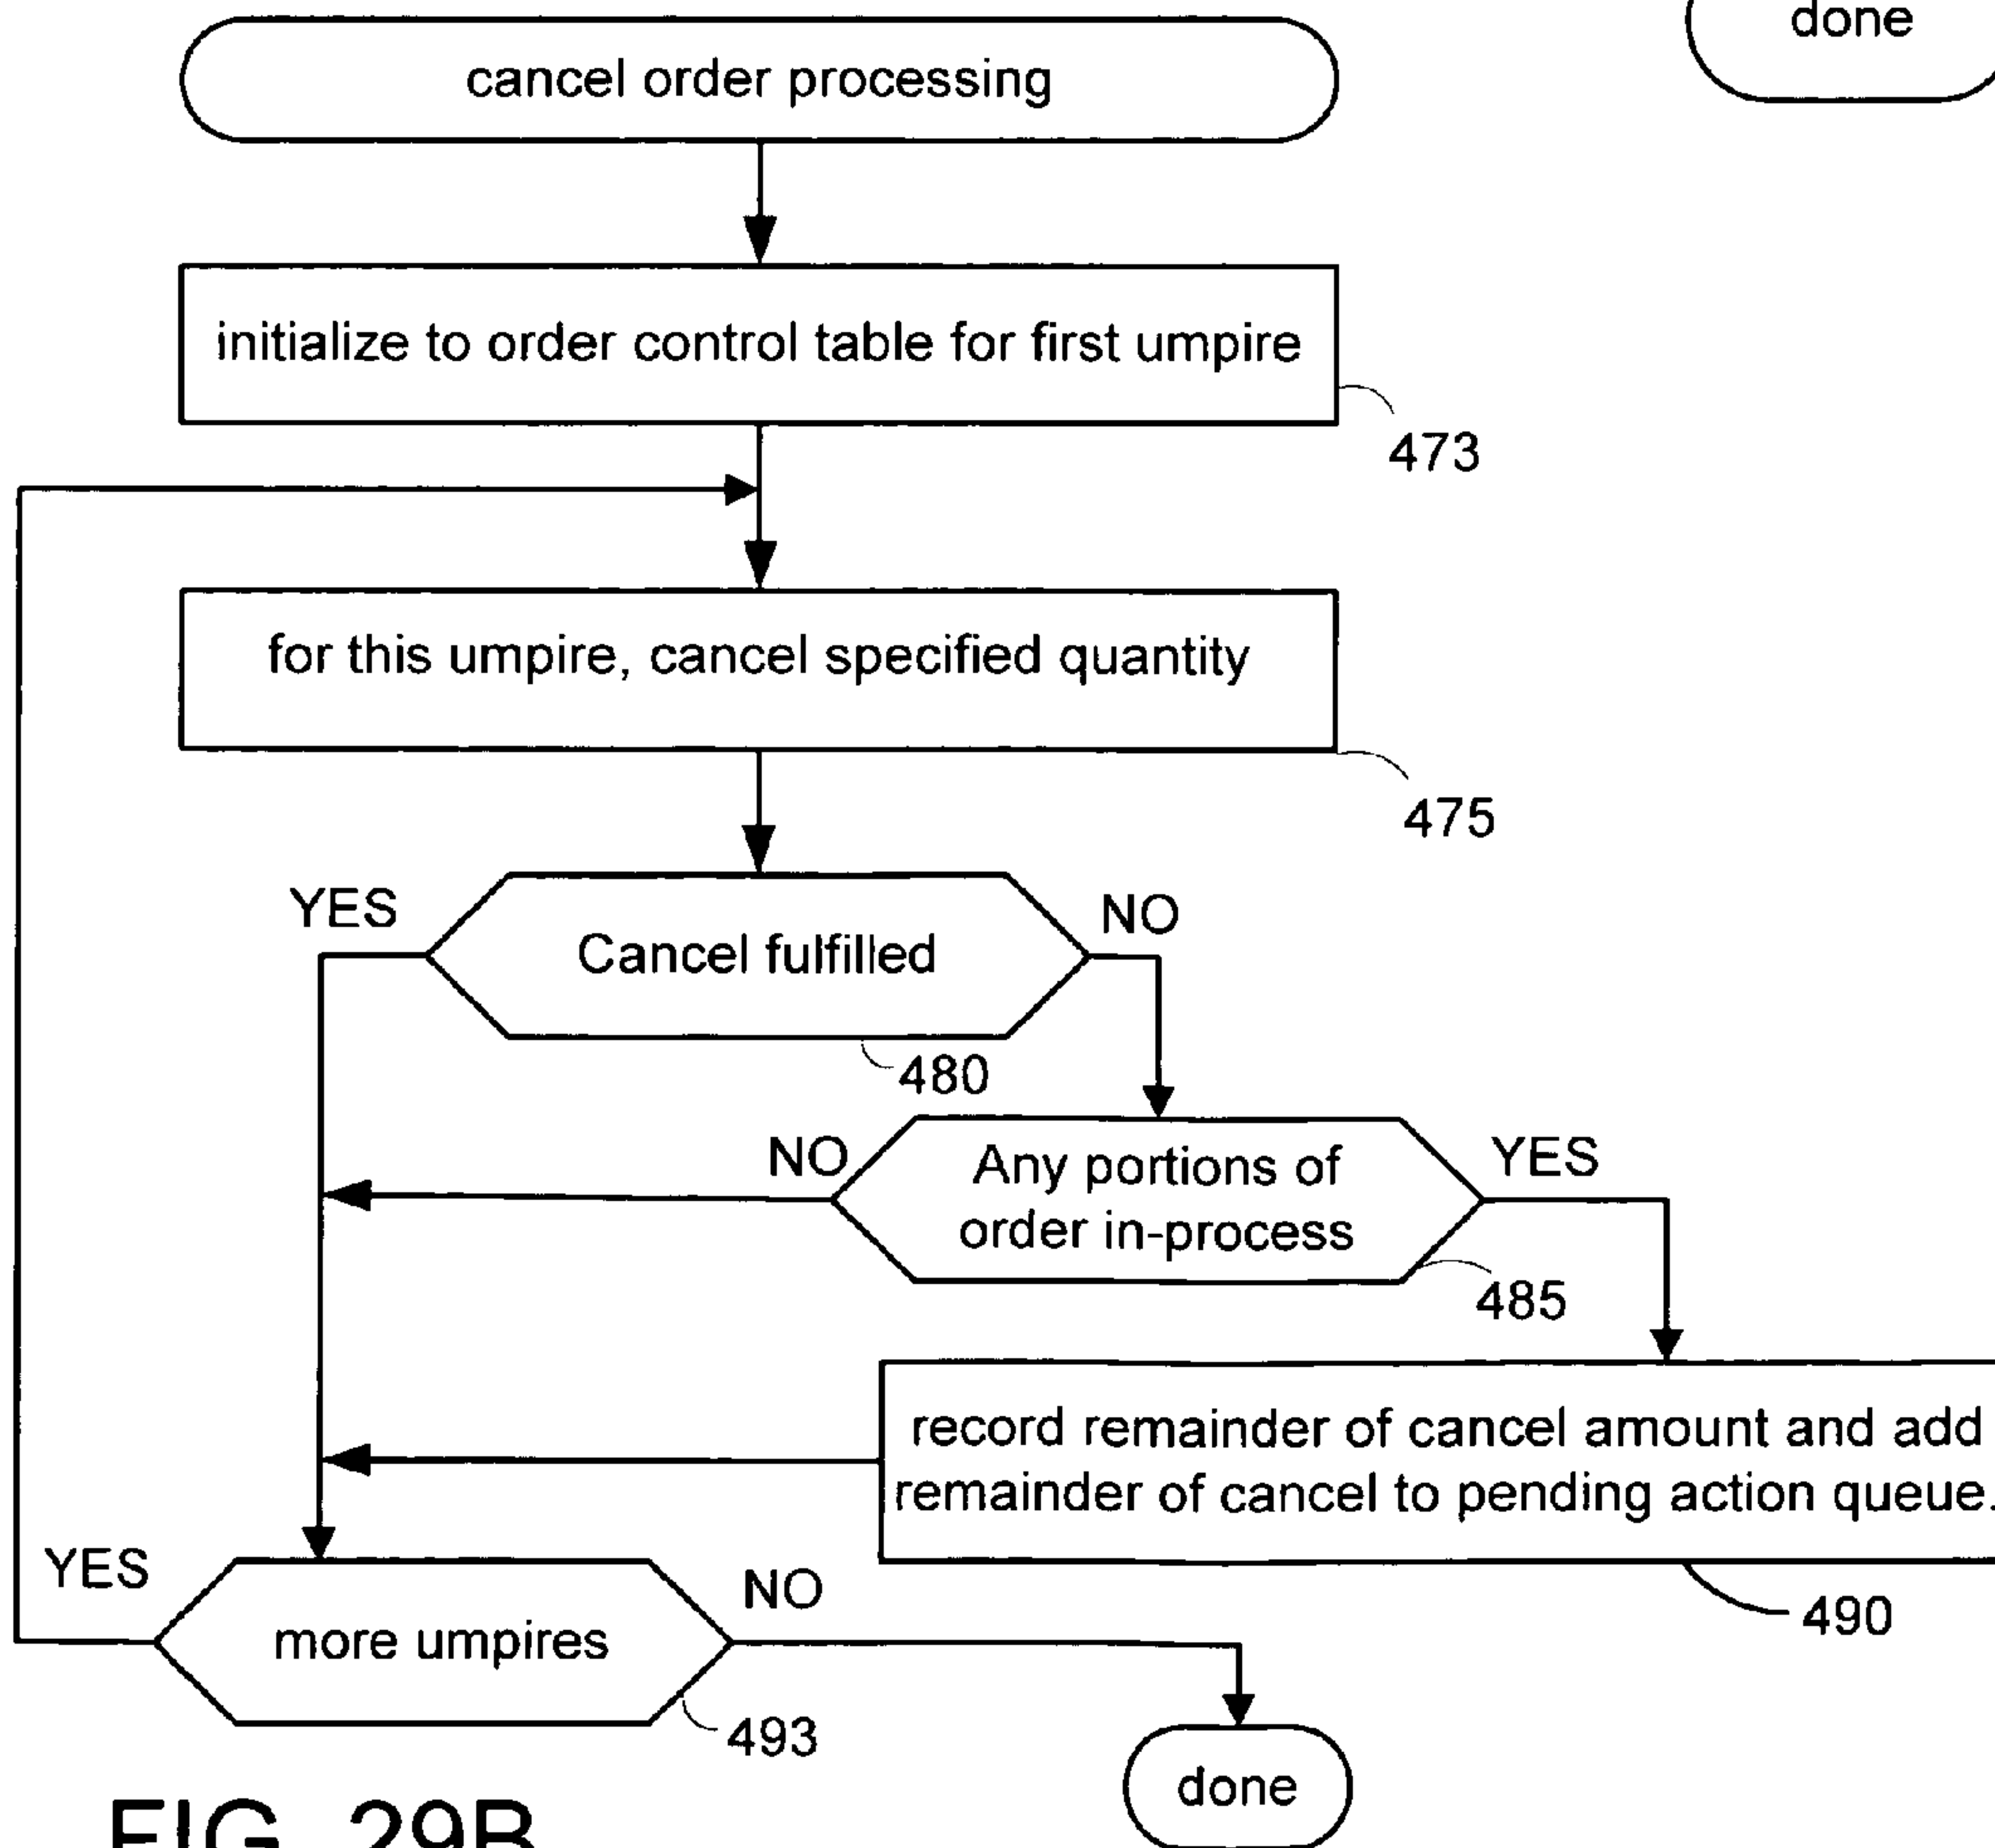 done
cancel order processing
initialize to order control table for first umpire
473
for this umpire, cancel specified quantity
475
YES
NO
Cancel fulfilled
480
NO
YES
Any portions of
order in-process
485
record remainder of cancel amount and add
remainder of cancel to pending action queue.
490
YES
NO
more umpires
493
done
FIG. 29B